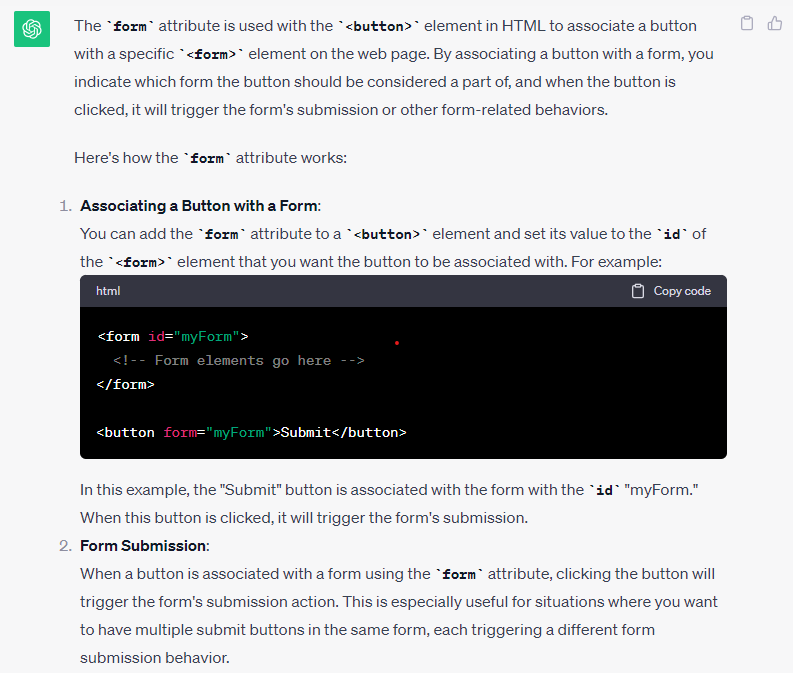 The `form` attribute is used with the `<button>` element in HTML to associate a button
with a specific `<form>` element on the web page. By associating a button with a form, you
indicate which form the button should be considered a part of, and when the button is
clicked, it will trigger the form's submission or other form-related behaviors.
Here's how the `form` attribute works:
1. Associating a Button with a Form:
You can add the `form` attribute to a `<button>` element and set its value to the `id` of
the `<form>` element that you want the button to be associated with. For example:
html Copy code
<form id="myForm">
  <!-- Form elements go here -->
</form>
<button form="myForm">Submit</button>
In this example, the "Submit" button is associated with the form with the `id` "myForm."
When this button is clicked, it will trigger the form's submission.
2. Form Submission:
When a button is associated with a form using the `form` attribute, clicking the button will
trigger the form's submission action. This is especially useful for situations where you want
to have multiple submit buttons in the same form, each triggering a different form
submission behavior.